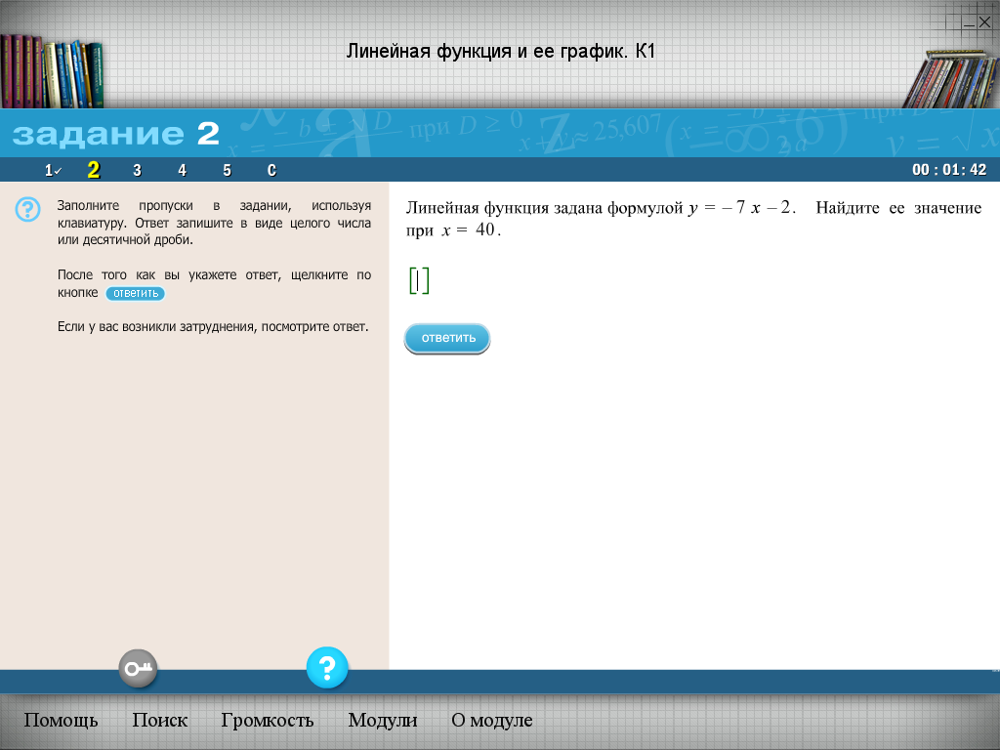 Линейная функция и ее график. К1
задание 2
1✓ 2 3 4 5 С 00 : 01 : 42
Заполните пропуски в задании, используя
клавиатуру. Ответ запишите в виде целого числа
или десятичной дроби.
После того как вы укажете ответ, щелкните по
кнопке ответить
Если у вас возникли затруднения, посмотрите ответ.
Линейная функция задана формулой y = – 7 x – 2. Найдите ее значение
при x = 40.
[ ]
ответить
Помощь Поиск Громкость Модули О модуле